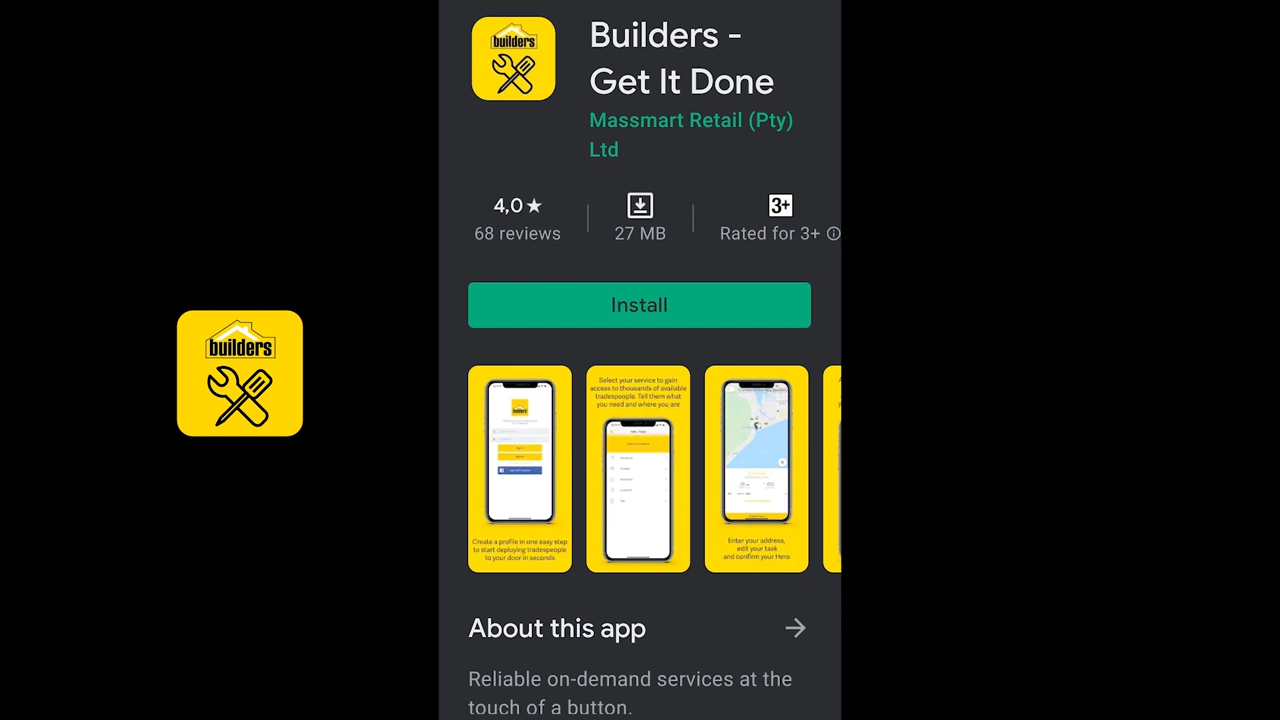 builders
Builders -
Get It Done
Massmart Retail (Pty)
Ltd
4,0★
68 reviews
27 MB
3+
Rated for 3+
Install
builders
builders
Create a profile in one easy step
to start deploying tradespeople
to your door in seconds
Select your service to gain
access to thousands of available
tradespeople. Tell them what
you need and where you are
Enter your address,
edit your task
and confirm your Hero
About this app
Reliable on-demand services at the
touch of a button.